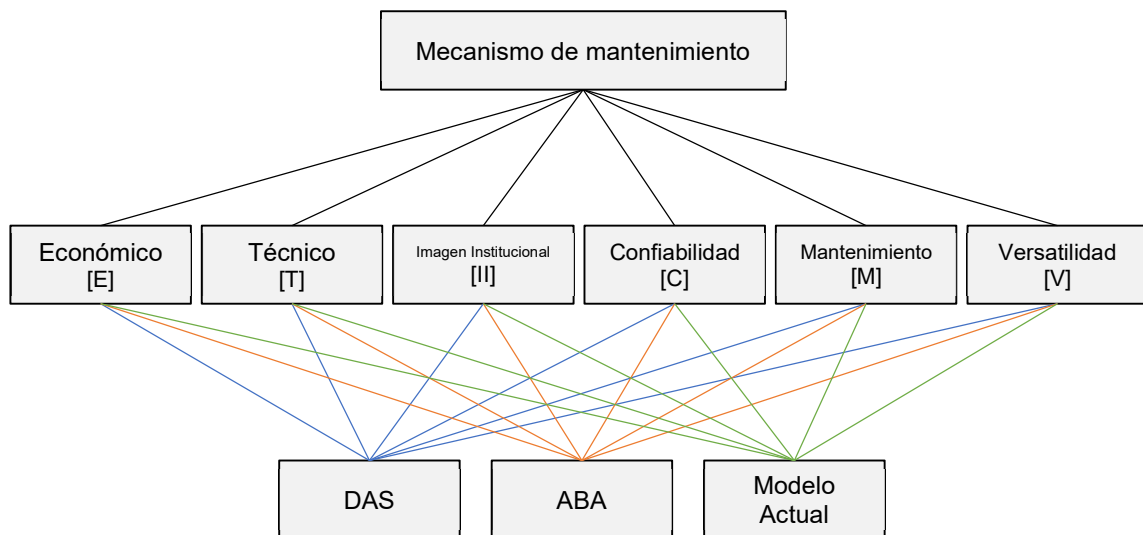 Mecanismo de mantenimiento
Económico
[E]
Técnico
[T]
Imagen Institucional
[II]
Confiabilidad
[C]
Mantenimiento
[M]
Versatilidad
[V]
DAS
ABA
Modelo
Actual